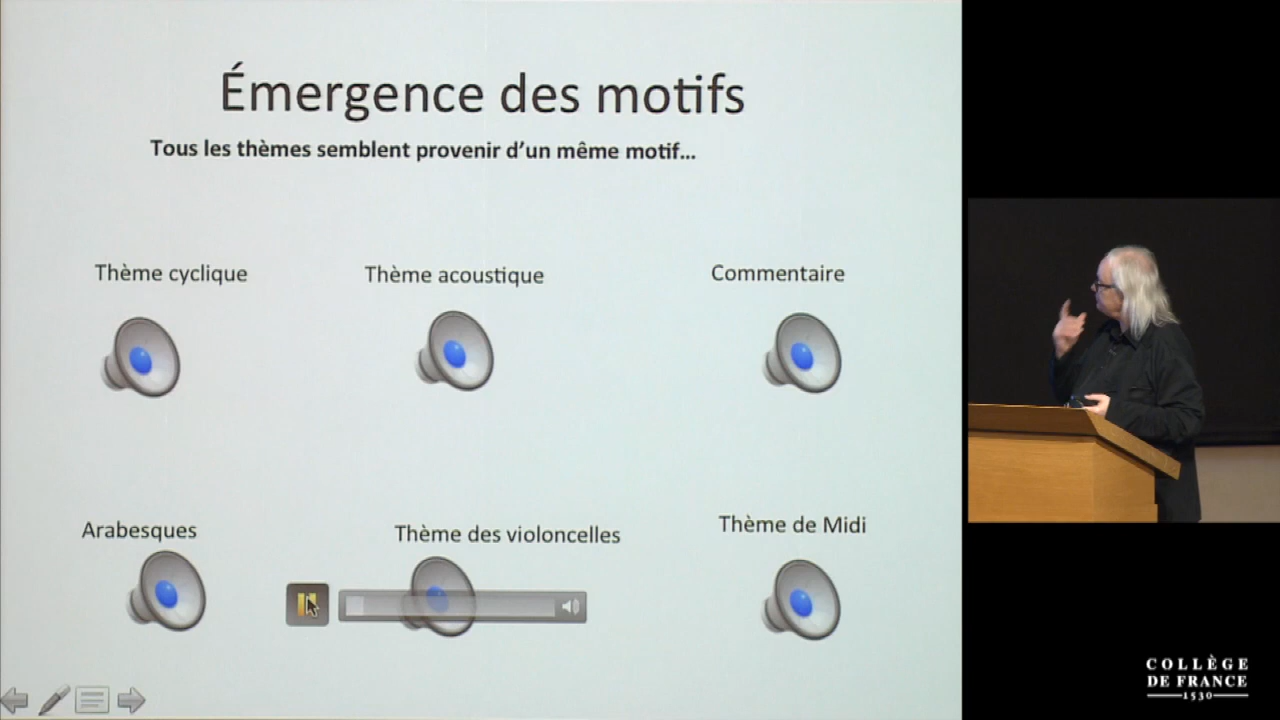 Émergence des motifs
Tous les thèmes semblent provenir d’un même motif...
Thème cyclique
Thème acoustique
Commentaire
Arabesques
Thème des violoncelles
Thème de Midi
COLLÈGE
DE FRANCE
1530